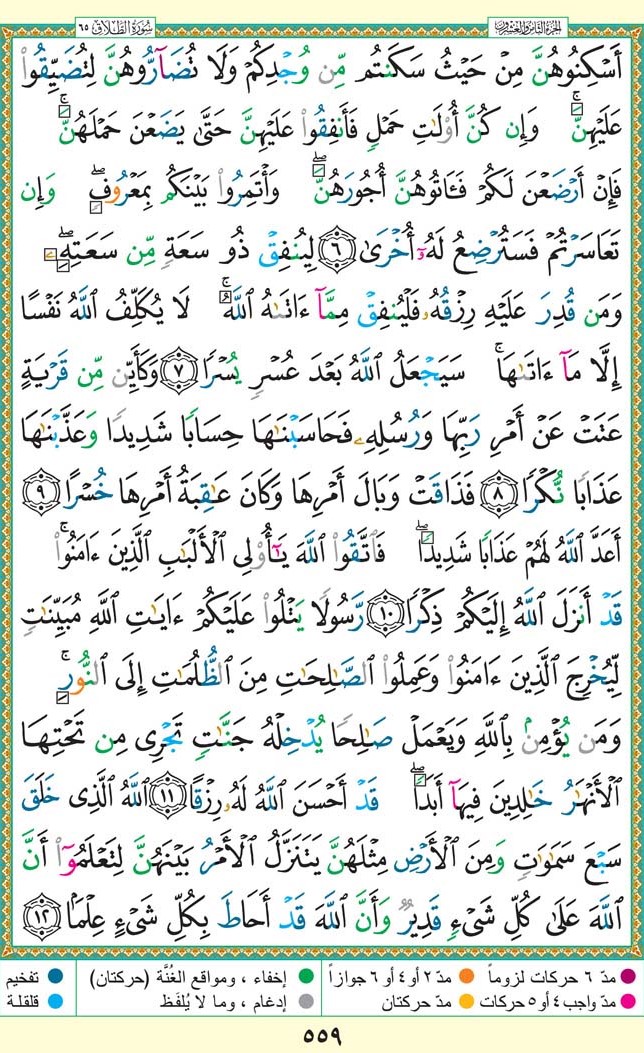 الجزء الثامن والعشرون
سُورَةُ الطَّلَاقِ ٦٥
أَسْكِنُوهُنَّ مِنْ حَيْثُ سَكَنتُم مِّن وُجْدِكُمْ وَلَا تُضَآرُّوهُنَّ لِتُضَيِّقُوا۟
عَلَيْهِنَّ ۚ وَإِن كُنَّ أُو۟لَٰتِ حَمْلٍ فَأَنفِقُوا۟ عَلَيْهِنَّ حَتَّىٰ يَضَعْنَ حَمْلَهُنَّ ۚ
فَإِنْ أَرْضَعْنَ لَكُمْ فَـَٔاتُوهُنَّ أُجُورَهُنَّ ۖ وَأْتَمِرُوا۟ بَيْنَكُم بِمَعْرُوفٍ ۖ وَإِن
تَعَاسَرْتُمْ فَسَتُرْضِعُ لَهُۥٓ أُخْرَىٰ ٦ لِيُنفِقْ ذُو سَعَةٍ مِّن سَعَتِهِۦ ۖ
وَمَن قُدِرَ عَلَيْهِ رِزْقُهُۥ فَلْيُنفِقْ مِمَّآ ءَاتَىٰهُ ٱللَّهُ ۚ لَا يُكَلِّفُ ٱللَّهُ نَفْسًا
إِلَّا مَآ ءَاتَىٰهَا ۚ سَيَجْعَلُ ٱللَّهُ بَعْدَ عُسْرٍ يُسْرًا ٧ وَكَأَيِّن مِّن قَرْيَةٍ
عَتَتْ عَنْ أَمْرِ رَبِّهَا وَرُسُلِهِۦ فَحَاسَبْنَٰهَا حِسَابًا شَدِيدًا وَعَذَّبْنَٰهَا
عَذَابًا نُّكْرًا ٨ فَذَاقَتْ وَبَالَ أَمْرِهَا وَكَانَ عَٰقِبَةُ أَمْرِهَا خُسْرًا ٩
أَعَدَّ ٱللَّهُ لَهُمْ عَذَابًا شَدِيدًا ۖ فَٱتَّقُوا۟ ٱللَّهَ يَٰٓأُو۟لِى ٱلْأَلْبَٰبِ ٱلَّذِينَ ءَامَنُوا۟ ۚ
قَدْ أَنزَلَ ٱللَّهُ إِلَيْكُمْ ذِكْرًا ١٠ رَّسُولًا يَتْلُوا۟ عَلَيْكُمْ ءَايَٰتِ ٱللَّهِ مُبَيِّنَٰتٍ
لِّيُخْرِجَ ٱلَّذِينَ ءَامَنُوا۟ وَعَمِلُوا۟ ٱلصَّٰلِحَٰتِ مِنَ ٱلظُّلُمَٰتِ إِلَى ٱلنُّورِ ۚ
وَمَن يُؤْمِنۢ بِٱللَّهِ وَيَعْمَلْ صَٰلِحًا يُدْخِلْهُ جَنَّٰتٍ تَجْرِى مِن تَحْتِهَا
ٱلْأَنْهَٰرُ خَٰلِدِينَ فِيهَآ أَبَدًا ۖ قَدْ أَحْسَنَ ٱللَّهُ لَهُۥ رِزْقًا ١١ ٱللَّهُ ٱلَّذِى خَلَقَ
سَبْعَ سَمَٰوَٰتٍ وَمِنَ ٱلْأَرْضِ مِثْلَهُنَّ يَتَنَزَّلُ ٱلْأَمْرُ بَيْنَهُنَّ لِتَعْلَمُوٓا۟ أَنَّ
ٱللَّهَ عَلَىٰ كُلِّ شَىْءٍ قَدِيرٌ وَأَنَّ ٱللَّهَ قَدْ أَحَاطَ بِكُلِّ شَىْءٍ عِلْمًۢا ١٢
مدّ ٦ حركات لزوماً مدّ ٢ أو ٤ أو ٦ جوازاً إخفاء ، ومواقع الغُنَّة (حركتان) تفخيم
مدّ واجب ٤ أو ٥ حركات مدّ حركتان إدغام ، وما لا يُلفَظ قلقلة
٥٥٩